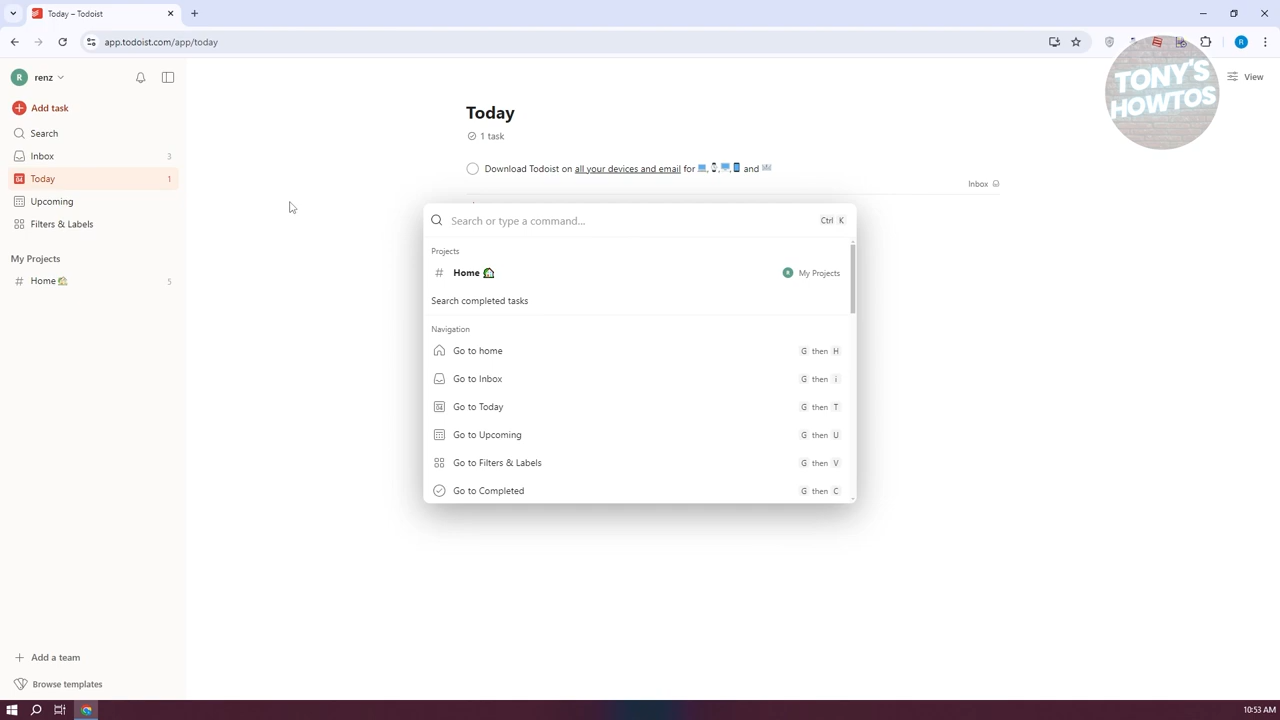 Today – Todoist
app.todoist.com/app/today
R
R renz
Add task
Search
Inbox 3
04 Today 1
Upcoming
Filters & Labels
My Projects
# Home 5
Add a team
Browse templates
TONY'S
HOWTOS
View
Today
1 task
Download Todoist on all your devices and email for , , , and
Inbox
Search or type a command... Ctrl K
Projects
# Home R My Projects
Search completed tasks
Navigation
Go to home G then H
Go to Inbox G then i
04 Go to Today G then T
Go to Upcoming G then U
Go to Filters & Labels G then V
Go to Completed G then C
10:53 AM